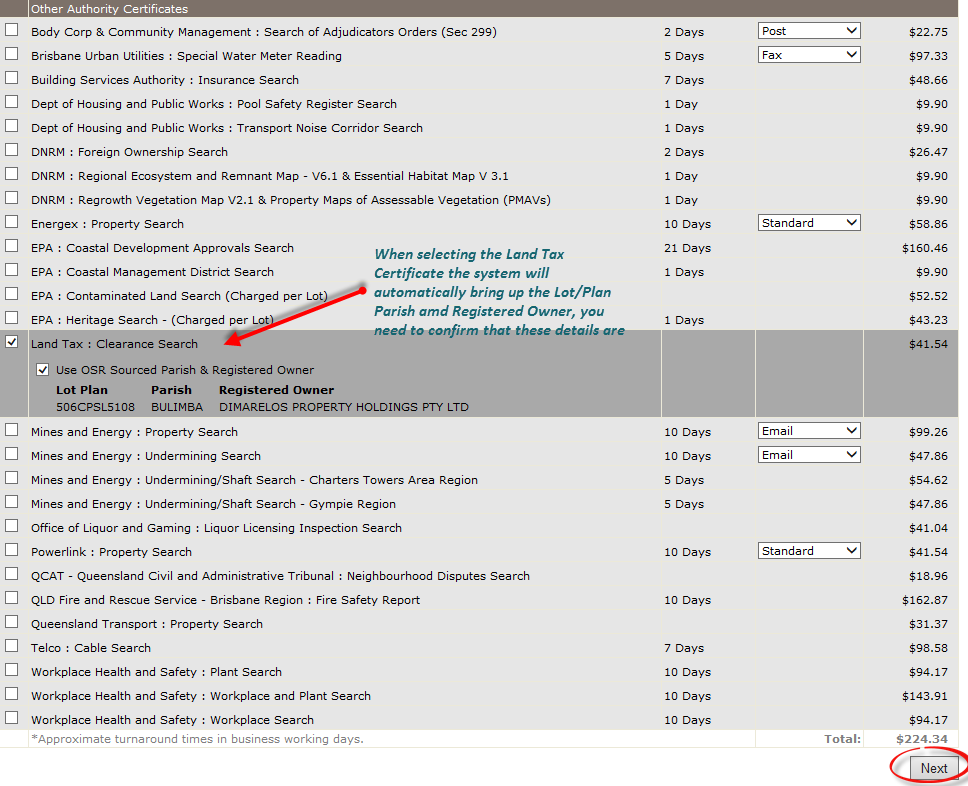 Other Authority Certificates
Body Corp & Community Management : Search of Adjudicators Orders (Sec 299) 2 Days Post $22.75
Brisbane Urban Utilities : Special Water Meter Reading 5 Days Fax $97.33
Building Services Authority : Insurance Search 7 Days $48.66
Dept of Housing and Public Works : Pool Safety Register Search 1 Day $9.90
Dept of Housing and Public Works : Transport Noise Corridor Search 1 Days $9.90
DNRM : Foreign Ownership Search 2 Days $26.47
DNRM : Regional Ecosystem and Remnant Map - V6.1 & Essential Habitat Map V 3.1 1 Day $9.90
DNRM : Regrowth Vegetation Map V2.1 & Property Maps of Assessable Vegetation (PMAVs) 1 Day $9.90
Energex : Property Search 10 Days Standard $58.86
EPA : Coastal Development Approvals Search 21 Days $160.46
EPA : Coastal Management District Search 1 Days $9.90
EPA : Contaminated Land Search (Charged per Lot) $52.52
EPA : Heritage Search - (Charged per Lot) 1 Days $43.23
When selecting the Land Tax
Certificate the system will
automatically bring up the Lot/Plan
Parish amd Registered Owner, you
need to confirm that these details are
Land Tax : Clearance Search $41.54
Use OSR Sourced Parish & Registered Owner
Lot Plan Parish Registered Owner
506CPSL5108 BULIMBA DIMARELOS PROPERTY HOLDINGS PTY LTD
Mines and Energy : Property Search 10 Days Email $99.26
Mines and Energy : Undermining Search 10 Days Email $47.86
Mines and Energy : Undermining/Shaft Search - Charters Towers Area Region 5 Days $54.62
Mines and Energy : Undermining/Shaft Search - Gympie Region 5 Days $47.86
Office of Liquor and Gaming : Liquor Licensing Inspection Search $41.04
Powerlink : Property Search 10 Days Standard $41.54
QCAT - Queensland Civil and Administrative Tribunal : Neighbourhood Disputes Search $18.96
QLD Fire and Rescue Service - Brisbane Region : Fire Safety Report 10 Days $162.87
Queensland Transport : Property Search $31.37
Telco : Cable Search 7 Days $98.58
Workplace Health and Safety : Plant Search 10 Days $94.17
Workplace Health and Safety : Workplace and Plant Search 10 Days $143.91
Workplace Health and Safety : Workplace Search 10 Days $94.17
*Approximate turnaround times in business working days. Total: $224.34
Next